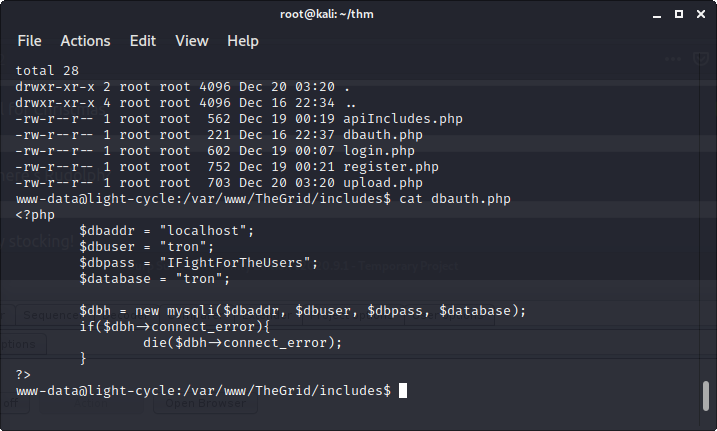 root@kali: ~/thm
File Actions Edit View Help
total 28
drwxr-xr-x 2 root root 4096 Dec 20 03:20 .
drwxr-xr-x 4 root root 4096 Dec 16 22:34 ..
-rw-r--r-- 1 root root 562 Dec 19 00:19 apiIncludes.php
-rw-r--r-- 1 root root 221 Dec 16 22:37 dbauth.php
-rw-r--r-- 1 root root 602 Dec 19 00:07 login.php
-rw-r--r-- 1 root root 752 Dec 19 00:21 register.php
-rw-r--r-- 1 root root 703 Dec 20 03:20 upload.php
www-data@light-cycle:/var/www/TheGrid/includes$ cat dbauth.php
<?php
$dbaddr = "localhost";
$dbuser = "tron";
$dbpass = "IFightForTheUsers";
$database = "tron";
$dbh = new mysqli($dbaddr, $dbuser, $dbpass, $database);
if($dbh->connect_error){
die($dbh->connect_error);
}
?>
www-data@light-cycle:/var/www/TheGrid/includes$